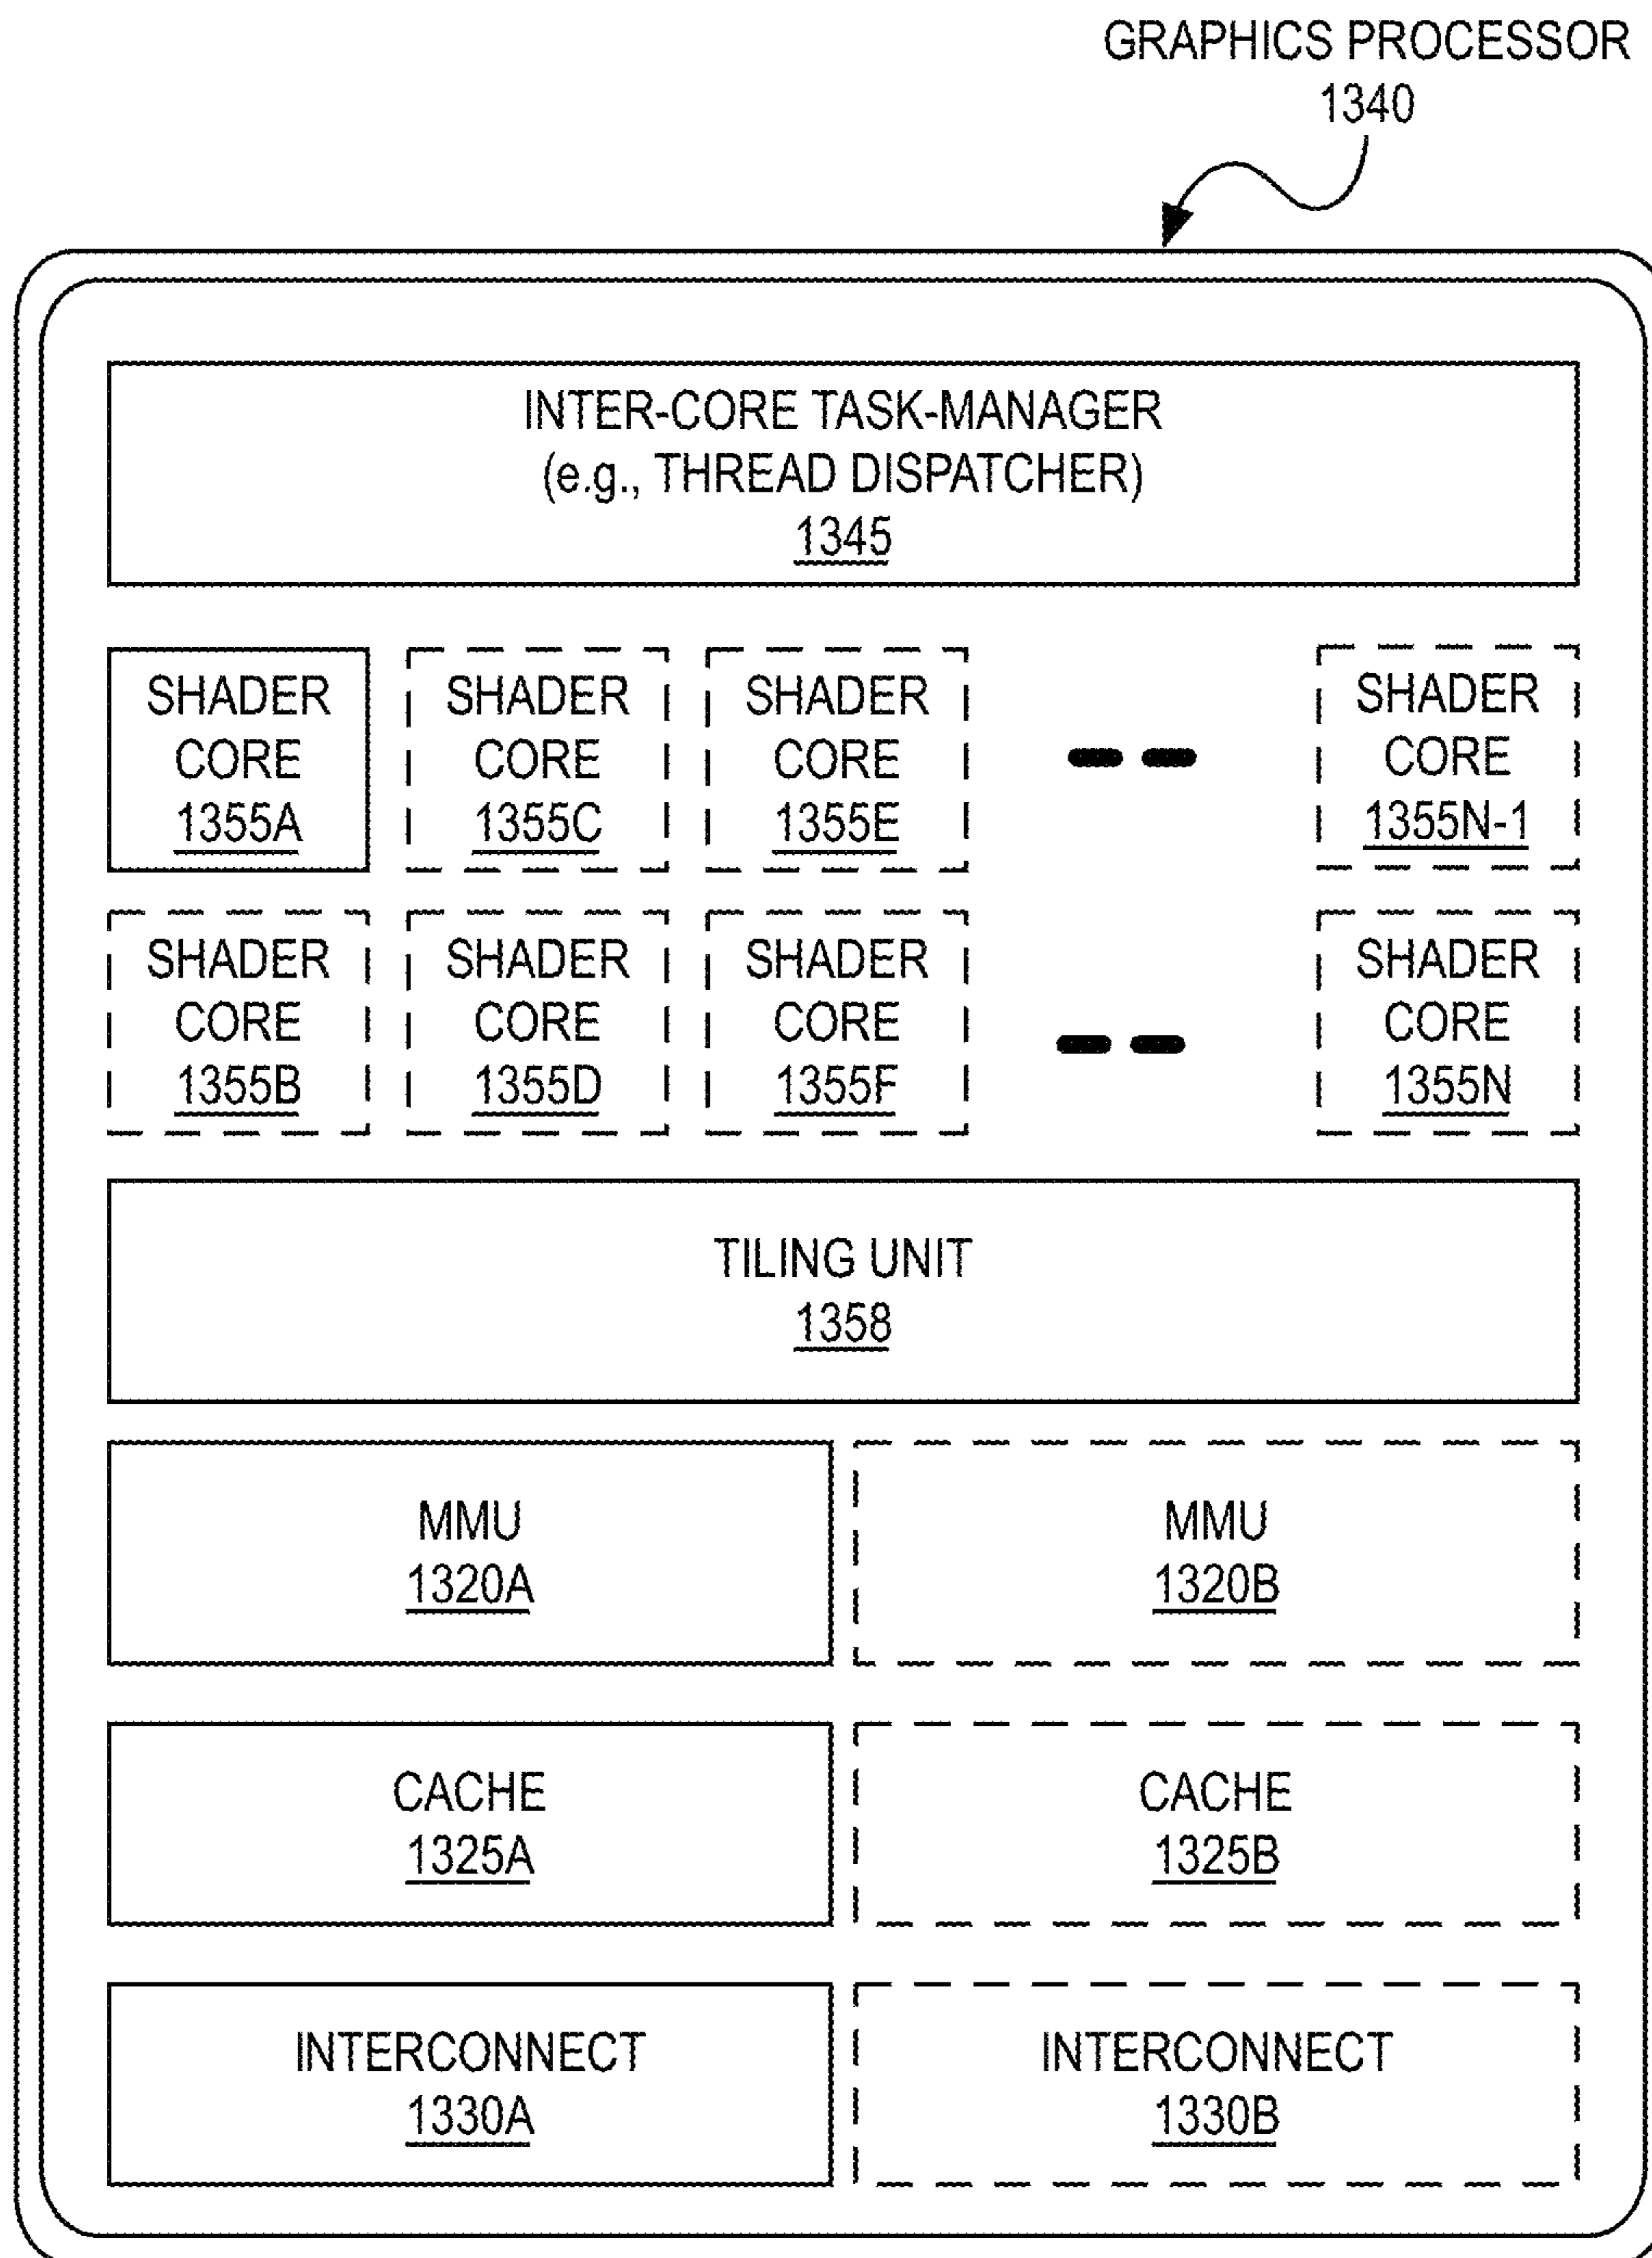 GRAPHICS PROCESSOR
1340
INTER-CORE TASK-MANAGER
(e.g., THREAD DISPATCHER)
1345
SHADER
CORE
1355A
SHADER
CORE
1355C
SHADER
CORE
1355E
SHADER
CORE
1355N-1
SHADER
CORE
1355B
SHADER
CORE
1355D
SHADER
CORE
1355F
SHADER
CORE
1355N
TILING UNIT
1358
MMU
1320A
MMU
1320B
CACHE
1325A
CACHE
1325B
INTERCONNECT
1330A
INTERCONNECT
1330B